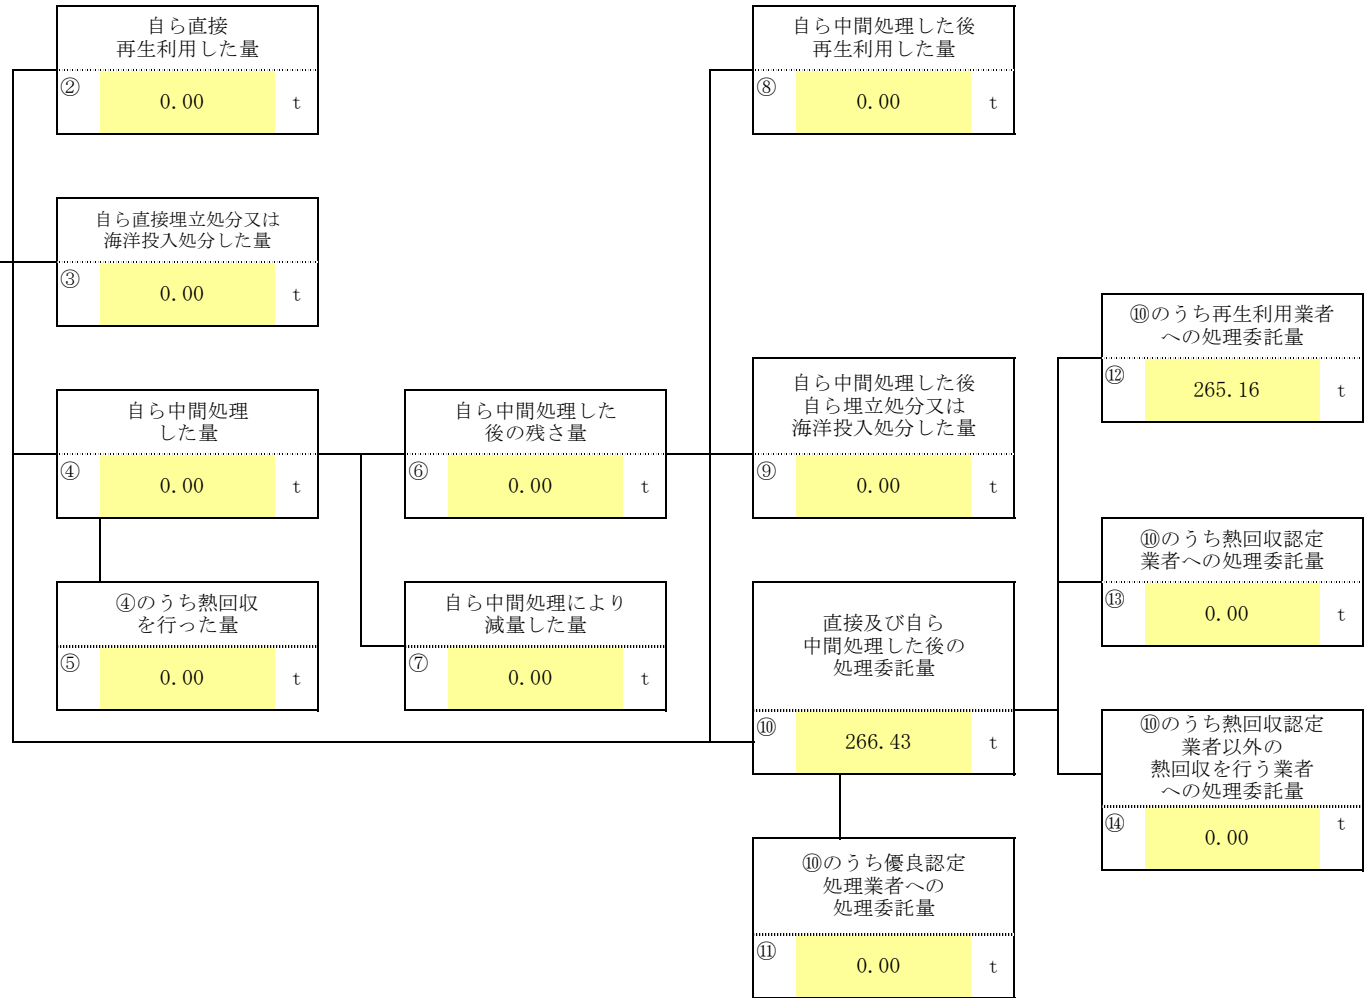 自ら直接
再生利用した量
②
0.00
t
自ら直接埋立処分又は
海洋投入処分した量
③
0.00
t
自ら中間処理
した量
④
0.00
t
④のうち熱回収
を行った量
⑤
0.00
t
自ら中間処理した
後の残さ量
⑥
0.00
t
自ら中間処理により
減量した量
⑦
0.00
t
自ら中間処理した後
再生利用した量
⑧
0.00
t
自ら中間処理した後
自ら埋立処分又は
海洋投入処分した量
⑨
0.00
t
直接及び自ら
中間処理した後の
処理委託量
⑩
266.43
t
⑩のうち優良認定
処理業者への
処理委託量
⑪
0.00
t
⑩のうち再生利用業者
への処理委託量
⑫
265.16
t
⑩のうち熱回収認定
業者への処理委託量
⑬
0.00
t
⑩のうち熱回収認定
業者以外の
熱回収を行う業者
への処理委託量
⑭
0.00
t